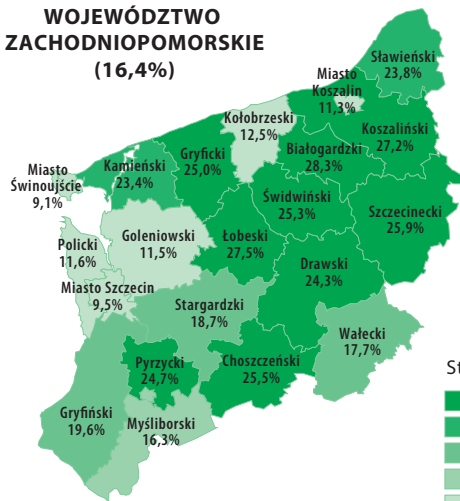 WOJEWÓDZTWO
ZACHODNIOPOMORSKIE
(16,4%)
Sławieński
23,8%
Miasto
Koszalin
11,3%
Kołobrzeski
12,5%
Koszaliński
27,2%
Białogardzki
28,3%
Gryficki
25,0%
Kamieński
23,4%
Miasto
Świnoujście
9,1%
Świdwiński
25,3%
Szczecinecki
25,9%
Goleniowski
11,5%
Łobeski
27,5%
Policki
11,6%
Drawski
24,3%
Miasto Szczecin
9,5%
Stargardzki
18,7%
Wałecki
17,7%
Pyrzycki
24,7%
Choszczeński
25,5%
Gryfiński
19,6%
Myśliborski
16,3%
St